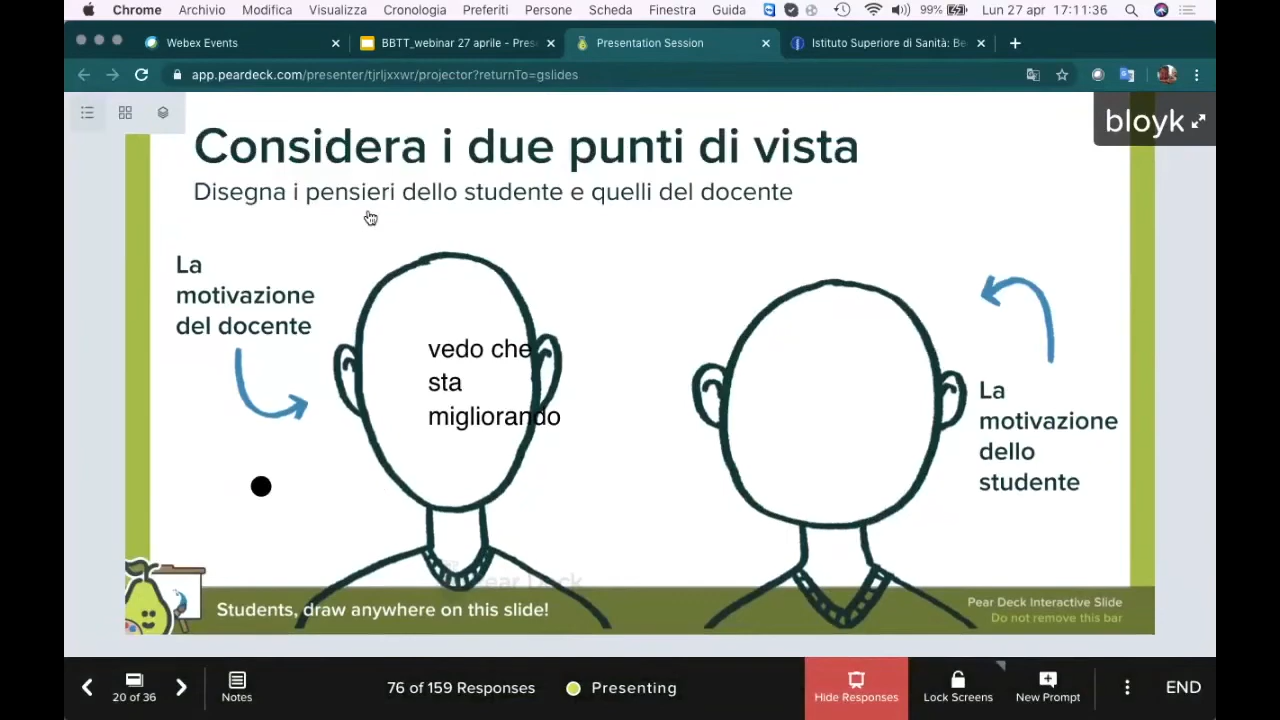 Chrome Archivio Modifica Visualizza Cronologia Preferiti Persone Scheda Finestra Guida 99% Lun 27 apr 17:11:36
Webex Events
BBTT_webinar 27 aprile - Pres
Presentation Session
Istituto Superiore di Sanità: Be
app.peardeck.com/presenter/tjrljxxwr/projector?returnTo=gslides
bloyk
Considera i due punti di vista
Disegna i pensieri dello studente e quelli del docente
La
motivazione
del docente
vedo che
sta
migliorando
La
motivazione
dello
studente
Pear Deck
Students, draw anywhere on this slide!
Pear Deck Interactive Slide
Do not remove this bar
20 of 36
Notes
76 of 159 Responses
Presenting
Hide Responses
Lock Screens
New Prompt
END